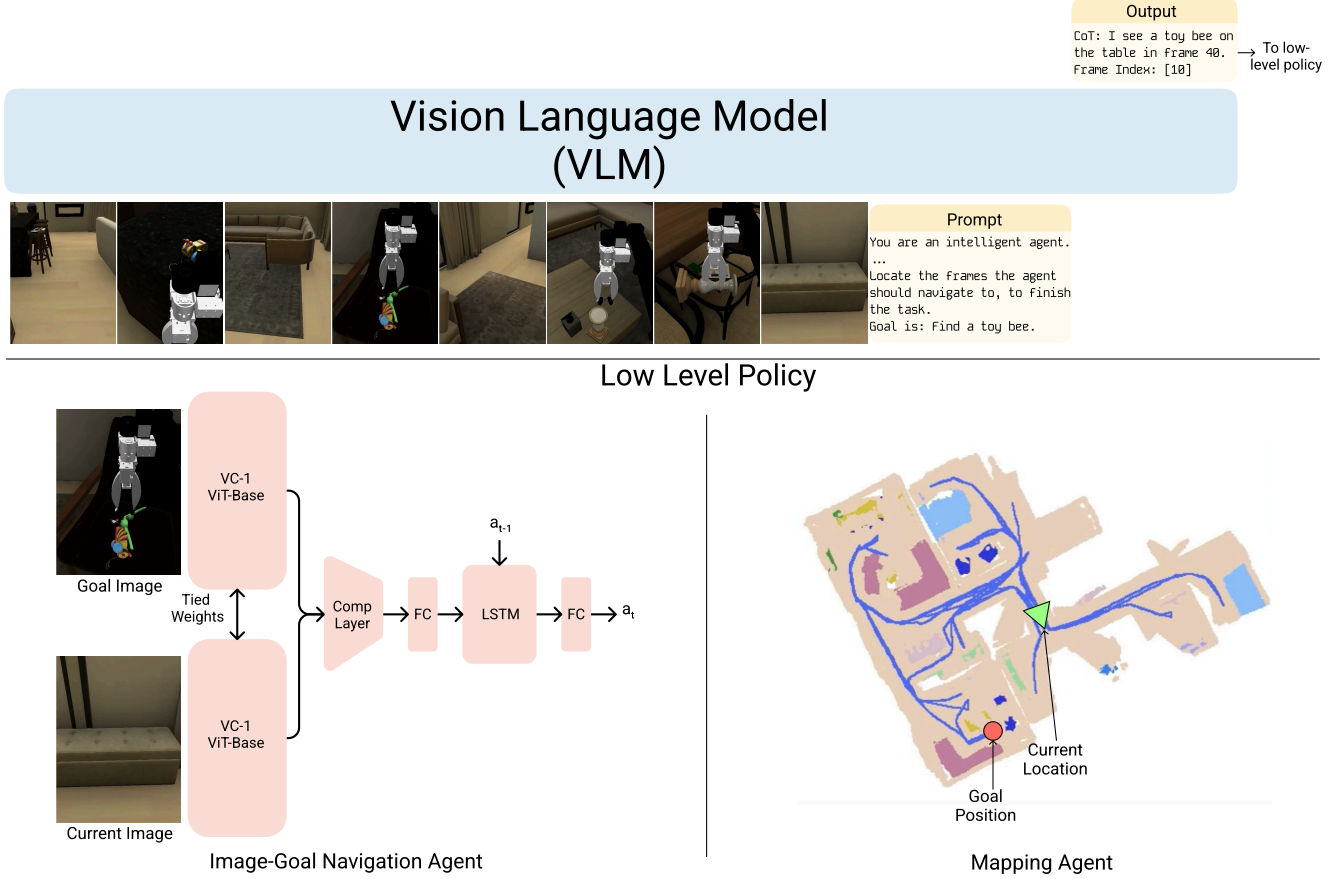 Output
CoT: I see a toy bee on
the table in frame 40.
Frame Index: [10]
To low-
level policy
Vision Language Model
(VLM)
Prompt
You are an intelligent agent.
...
Locate the frames the agent
should navigate to, to finish
the task.
Goal is: Find a toy bee.
Low Level Policy
VC-1
ViT-Base
Goal Image
Tied
Weights
VC-1
ViT-Base
Current Image
Comp
Layer
FC
a_{t-1}
LSTM
FC
a_t
Image-Goal Navigation Agent
Current
Location
Goal
Position
Mapping Agent